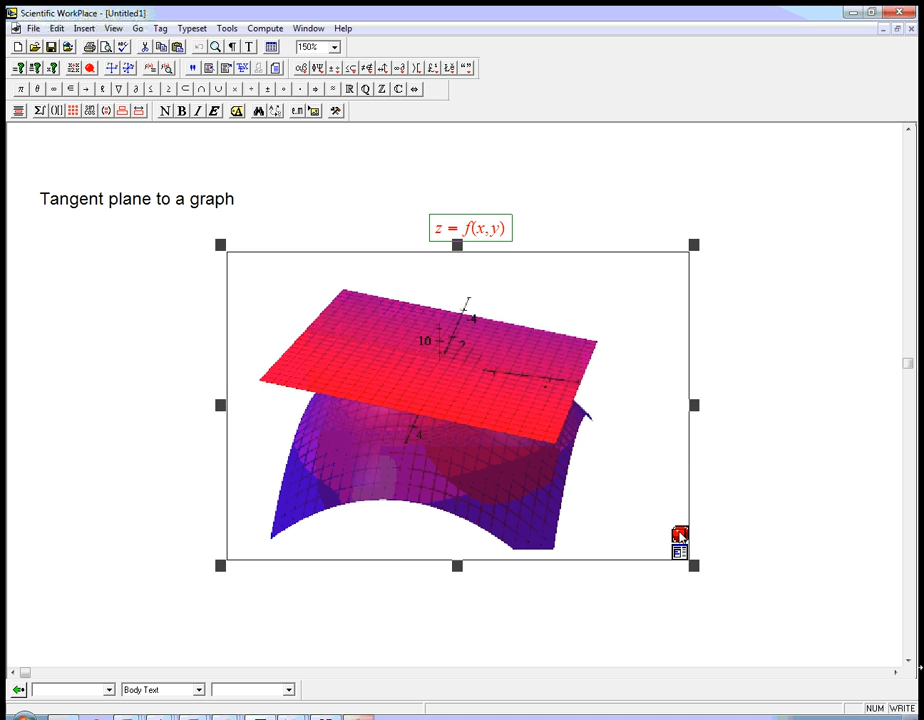 Scientific WorkPlace - [Untitled1]
File Edit View Insert Go Tag Typeset Tools Compute Window Help
150%
N B I E
Tangent plane to a graph
z = f(x,y)
-4
10
2
4
Body Text
NUM WRITE